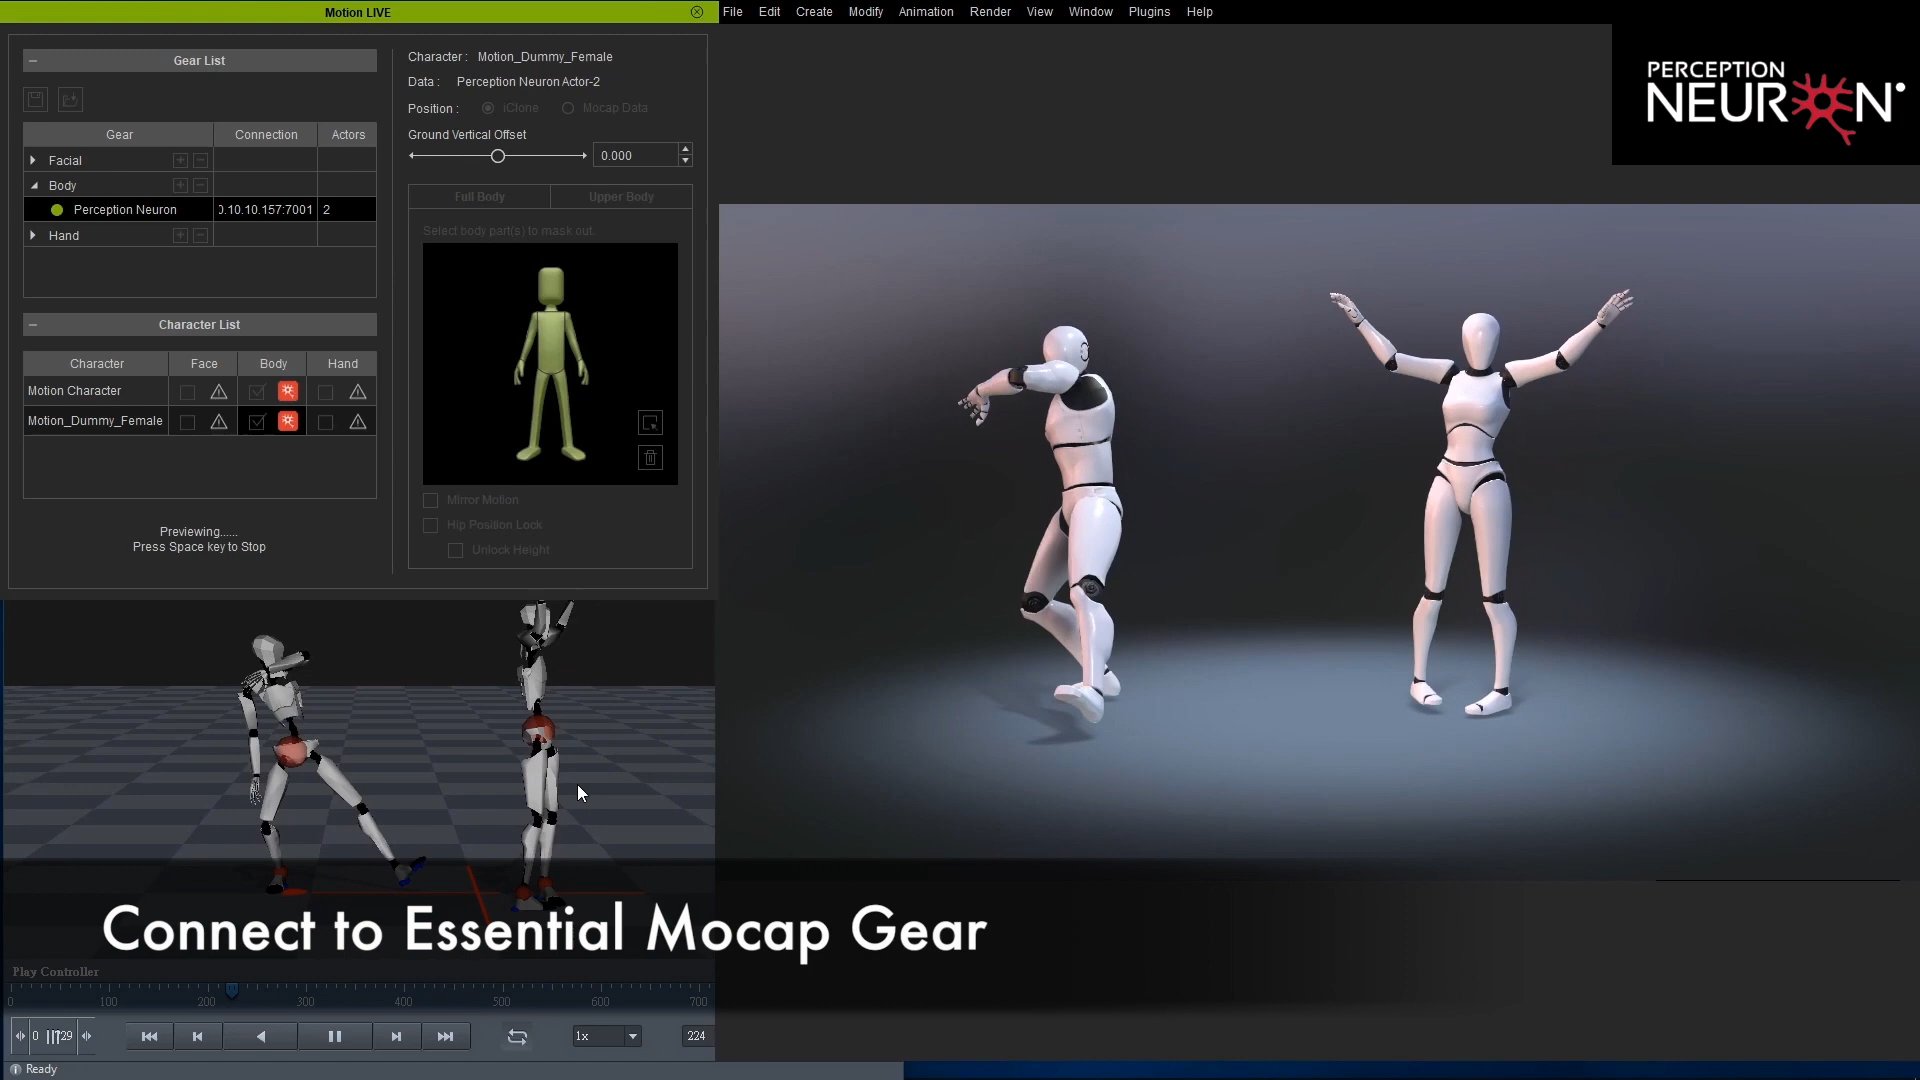 Motion LIVE
File Edit Create Modify Animation Render View Window Plugins Help
Gear List
Gear Connection Actors
Facial
Body
Perception Neuron 0.10.10.157:7001 2
Hand
Character List
Character Face Body Hand
Motion Character
Motion_Dummy_Female
Previewing......
Press Space key to Stop
Character : Motion_Dummy_Female
Data : Perception Neuron Actor-2
Position : iClone Mocap Data
Ground Vertical Offset
0.000
Full Body Upper Body
Select body part(s) to mask out.
Mirror Motion
Hip Position Lock
Unlock Height
PERCEPTION
NEURON
Connect to Essential Mocap Gear
Play Controller
0 100 200 300 400 500 600 700
0 1x 224
Ready